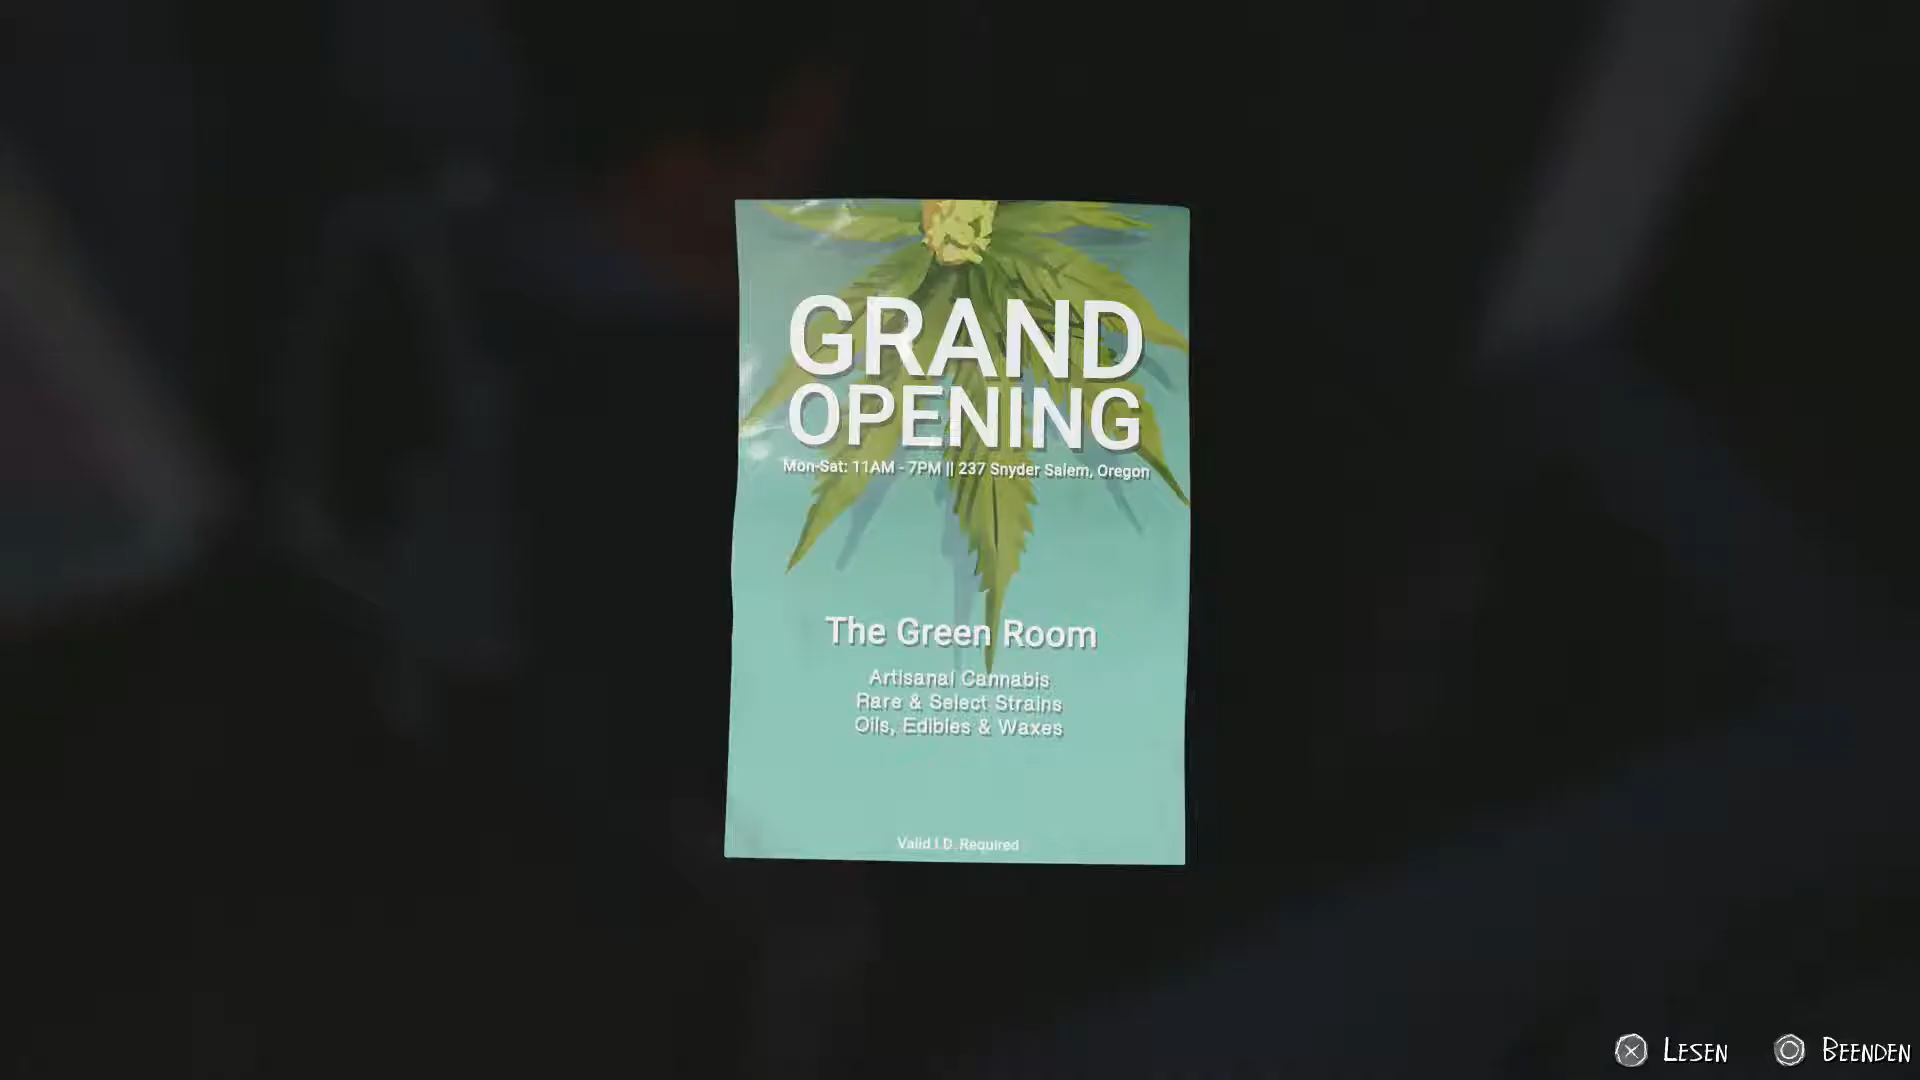 GRAND
OPENING
Mon-Sat: 11AM - 7PM || 237 Snyder Salem, Oregon
The Green Room
Artisanal Cannabis
Rare & Select Strains
Oils, Edibles & Waxes
Valid I.D. Required
LESEN BEENDEN